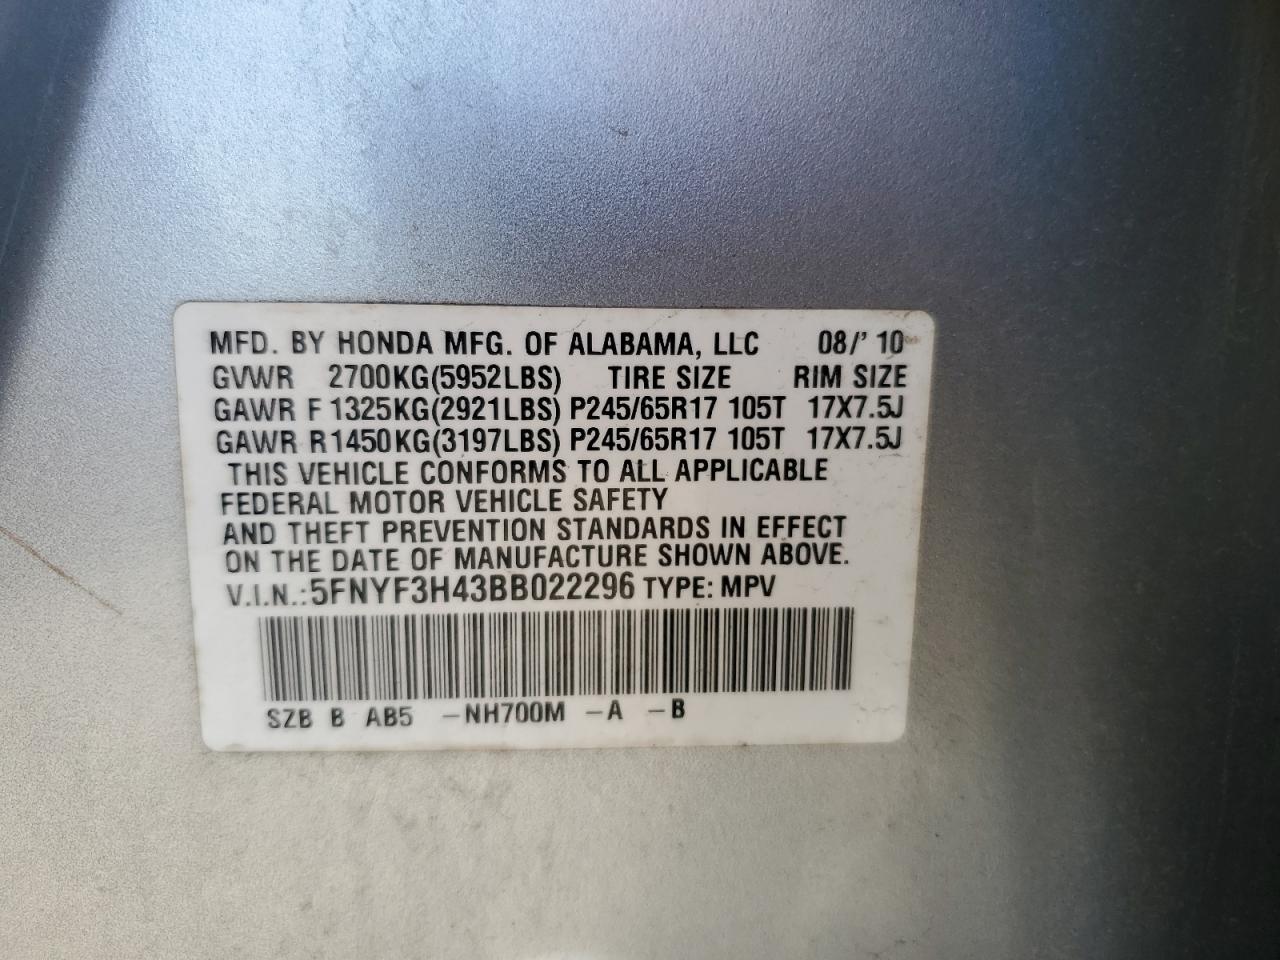 MFD. BY HONDA MFG. OF ALABAMA, LLC 08/' 10
GVWR 2700KG(5952LBS) TIRE SIZE RIM SIZE
GAWR F 1325KG(2921LBS) P245/65R17 105T 17X7.5J
GAWR R1450KG(3197LBS) P245/65R17 105T 17X7.5J
THIS VEHICLE CONFORMS TO ALL APPLICABLE
FEDERAL MOTOR VEHICLE SAFETY
AND THEFT PREVENTION STANDARDS IN EFFECT
ON THE DATE OF MANUFACTURE SHOWN ABOVE.
V.I.N.:5FNYF3H43BB022296 TYPE: MPV
SZB B AB5 -NH700M -A -B